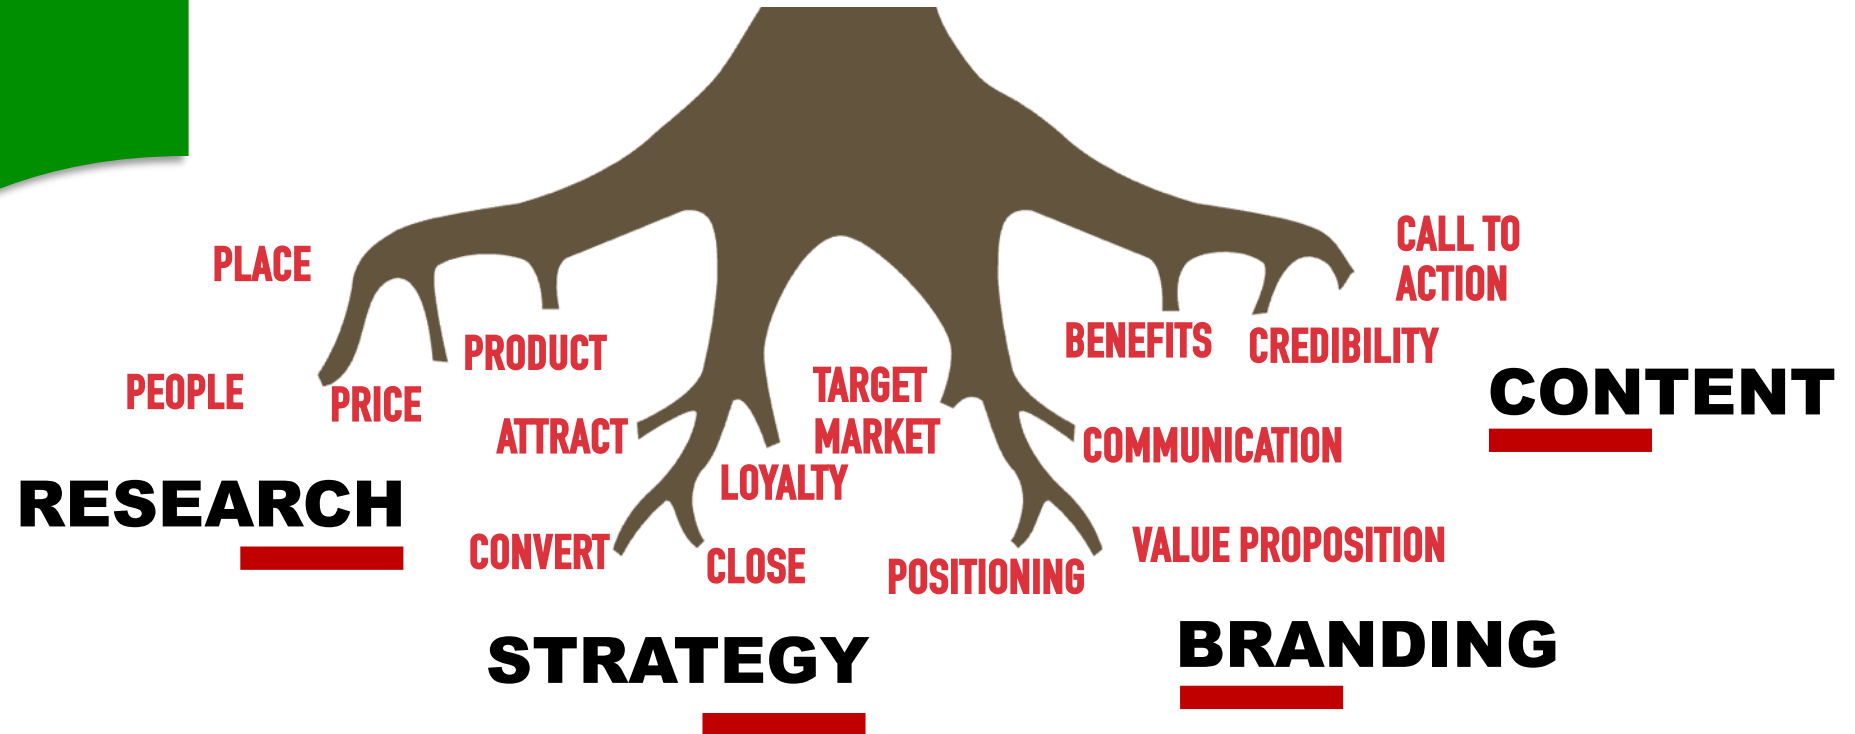 PLACE
PEOPLE
PRICE
PRODUCT
RESEARCH
ATTRACT
CONVERT
CLOSE
LOYALTY
STRATEGY
TARGET
MARKET
POSITIONING
COMMUNICATION
VALUE PROPOSITION
BRANDING
BENEFITS
CREDIBILITY
CALL TO
ACTION
CONTENT